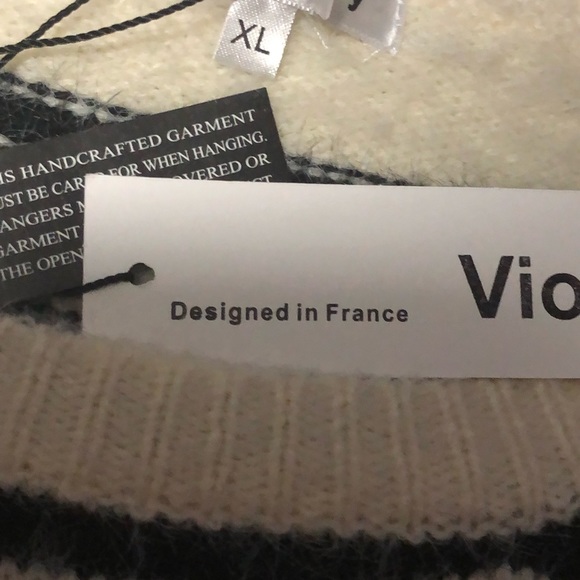 y
XL
IS HANDCRAFTED GARMENT
UST BE CAR FOR WHEN HANGING.
ANGERS M OVERED OR
GARMENT
THE OPEN
Designed in France
Vio